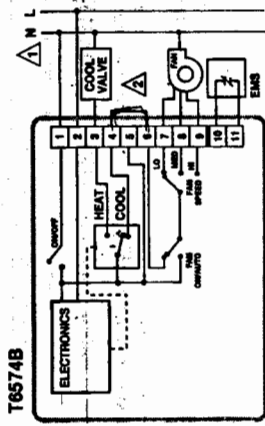 T6574B
L
N
1
COOL
VALVE
2
FAN
EMS
1 2 3 4 5 6 7 8 9 10 11
ON/OFF
HEAT
COOL
LO
MED
HI
FAN
SPEED
FAN
ON/AUTO
ELECTRONICS